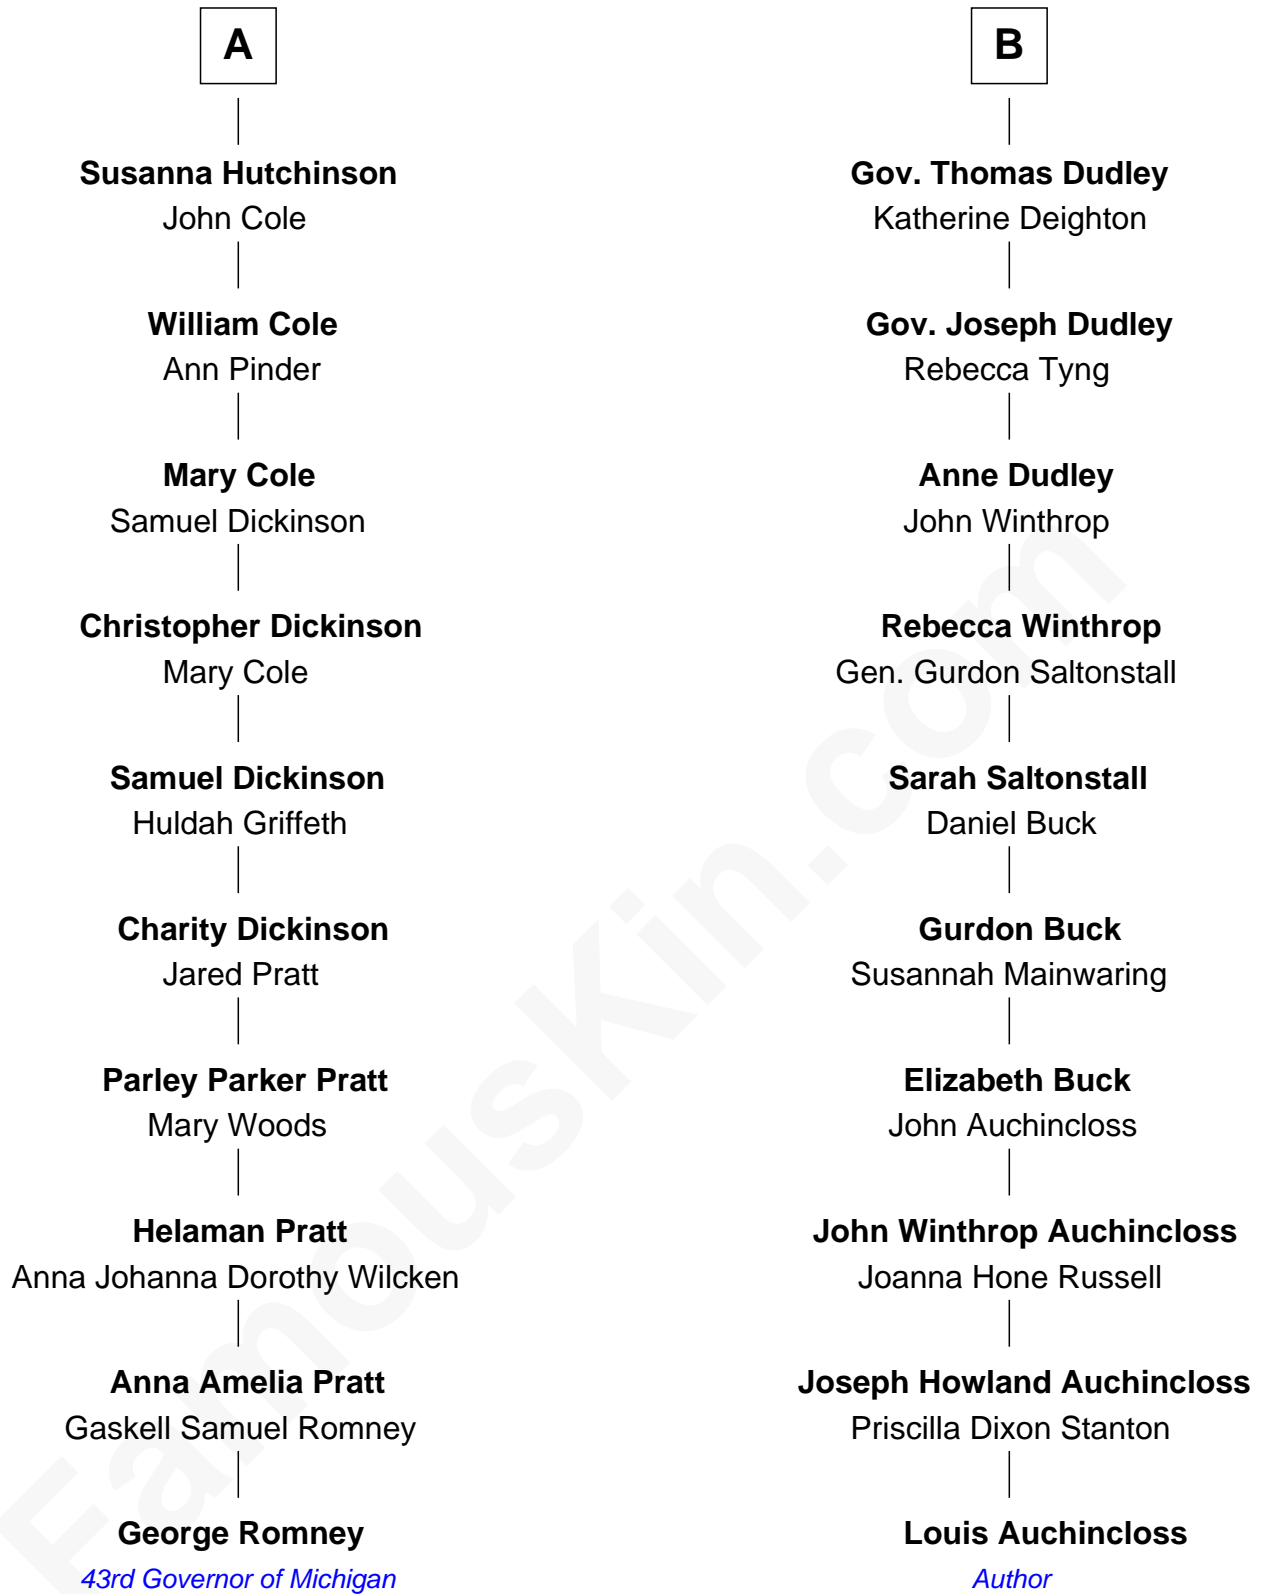 A
Susanna Hutchinson
John Cole
William Cole
Ann Pinder
Mary Cole
Samuel Dickinson
Christopher Dickinson
Mary Cole
Samuel Dickinson
Huldah Griffeth
Charity Dickinson
Jared Pratt
Parley Parker Pratt
Mary Woods
Helaman Pratt
Anna Johanna Dorothy Wilcken
Anna Amelia Pratt
Gaskell Samuel Romney
George Romney
43rd Governor of Michigan
B
Gov. Thomas Dudley
Katherine Deighton
Gov. Joseph Dudley
Rebecca Tyng
Anne Dudley
John Winthrop
Rebecca Winthrop
Gen. Gurdon Saltonstall
Sarah Saltonstall
Daniel Buck
Gurdon Buck
Susannah Mainwaring
Elizabeth Buck
John Auchincloss
John Winthrop Auchincloss
Joanna Hone Russell
Joseph Howland Auchincloss
Priscilla Dixon Stanton
Louis Auchincloss
Author
FamousKin.com